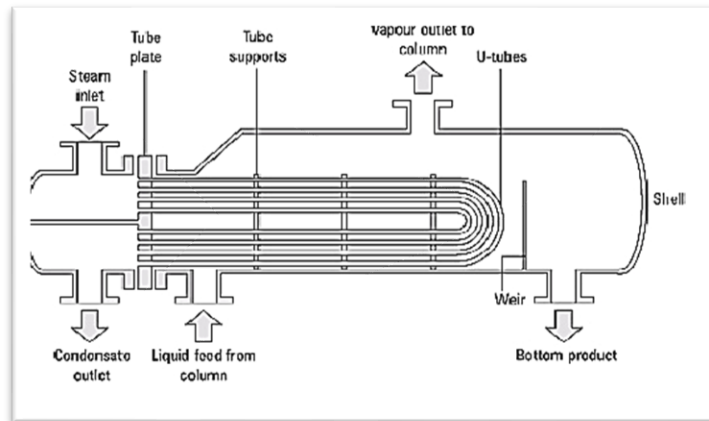 Vapour outlet to
column
Tube
plate
Tube
supports
U-tubes
Steam
inlet
Shell
Weir
Condensato
outlet
Liquid feed from
column
Bottom product